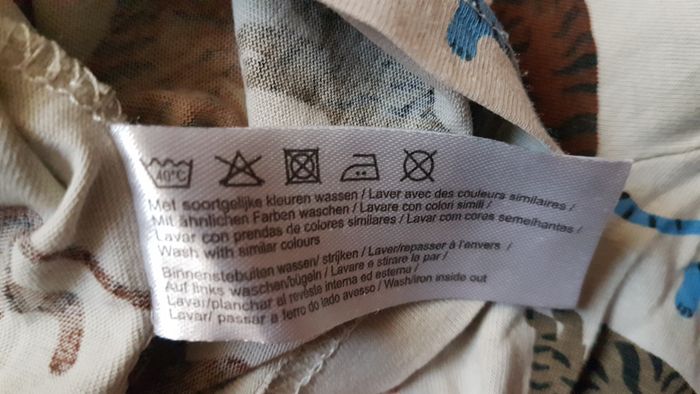 40°C
Met soortgelijke kleuren wassen / Laver avec des couleurs similaires /
Mit ähnlichen Farben waschen / Lavare con colori simili /
Lavar con prendas de colores similares / Lavar com cores semelhantes /
Wash with similar colours
Binnenstebuiten wassen/ strijken / Laver/repasser à l'envers /
Auf links waschen/bügeln / Lavare a stirare la par /
Lavar/planchar al revésta interna ed esterna /
Lavar/ passar a ferro do lado avesso / Wash/iron inside out